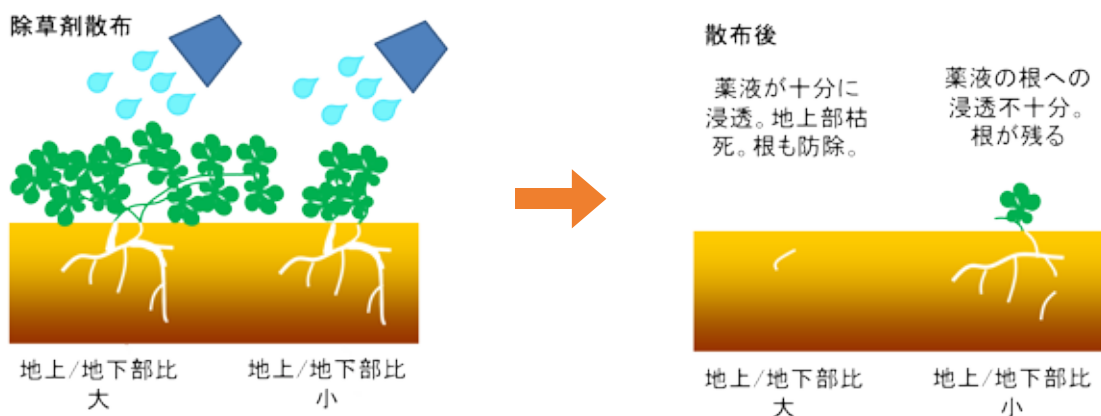 除草剤散布
地上/地下部比
大
地上/地下部比
小
散布後
薬液が十分に
浸透。地上部枯
死。根も防除。
薬液の根への
浸透不十分。
根が残る
地上/地下部比
大
地上/地下部比
小